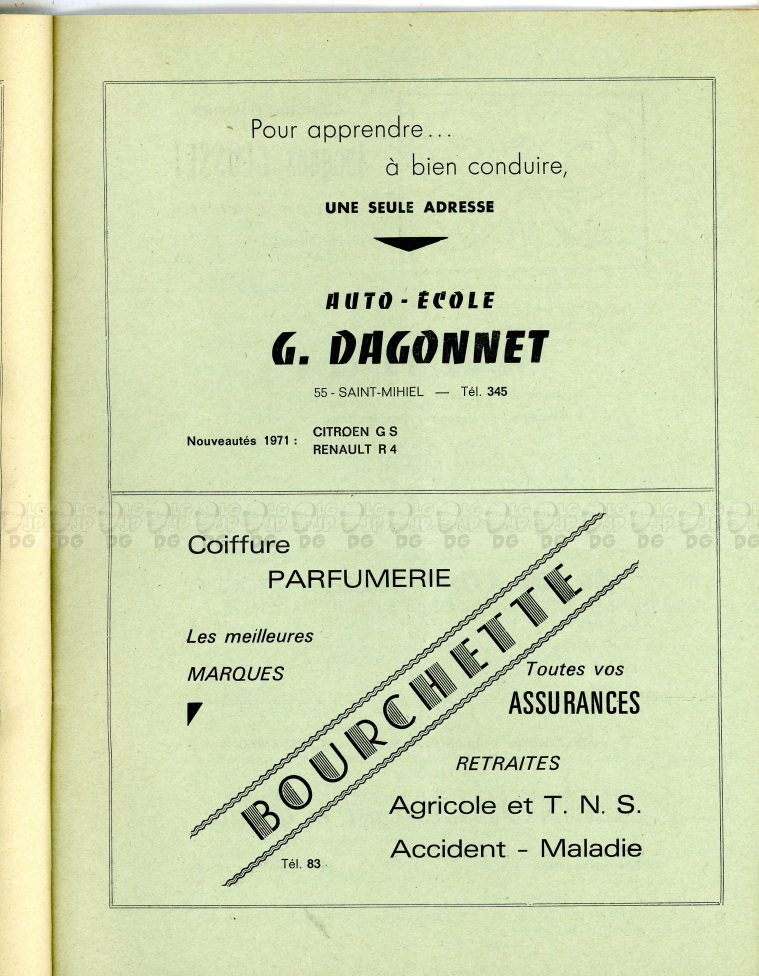 Pour apprendre...
à bien conduire,
UNE SEULE ADRESSE
AUTO - ÉCOLE
G. DAGONNET
55 - SAINT-MIHIEL — Tél. 345
Nouveautés 1971 :
CITROEN G S
RENAULT R 4
Coiffure
PARFUMERIE
Les meilleures
MARQUES
BOURCHETTE
Toutes vos
ASSURANCES
RETRAITES
Agricole et T. N. S.
Accident - Maladie
Tél. 83